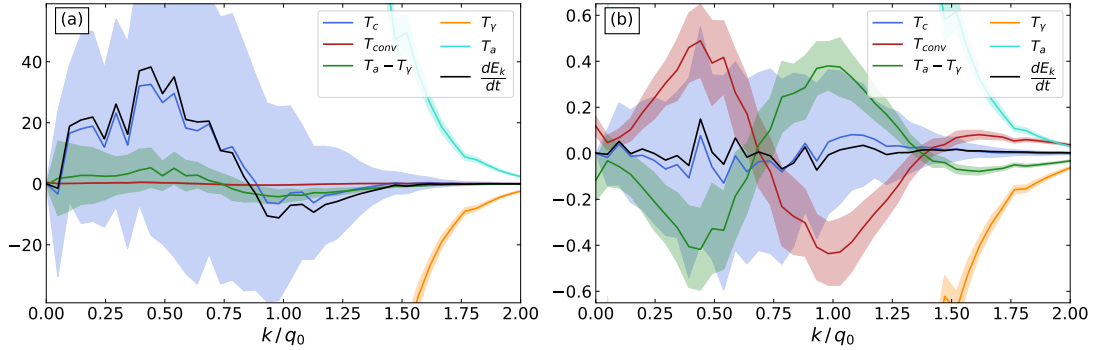 (a)
T_c
T_conv
T_a − T_γ
T_γ
T_a
dE_k
dt
40
20
0
−20
0.00 0.25 0.50 0.75 1.00 1.25 1.50 1.75 2.00
k / q_0
(b)
T_c
T_conv
T_a − T_γ
T_γ
T_a
dE_k
dt
0.6
0.4
0.2
0.0
−0.2
−0.4
−0.6
0.00 0.25 0.50 0.75 1.00 1.25 1.50 1.75 2.00
k / q_0